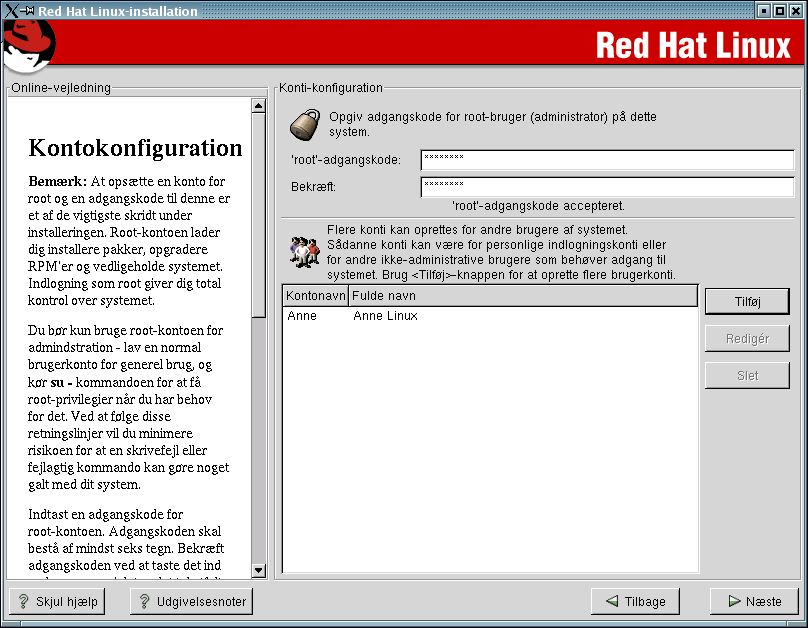 Red Hat Linux-installation
Red Hat Linux
Online-vejledning
Kontokonfiguration
Bemærk: At opsætte en konto for
root og en adgangskode til denne er
et af de vigtigste skridt under
installeringen. Root-kontoen lader
dig installere pakker, opgradere
RPM'er og vedligeholde systemet.
Indlogning som root giver dig total
kontrol over systemet.
Du bør kun bruge root-kontoen for
admindstration - lav en normal
brugerkonto for generel brug, og
kør su - kommandoen for at få
root-privilegier når du har behov
for det. Ved at følge disse
retningslinjer vil du minimere
risikoen for at en skrivefejl eller
fejlagtig kommando kan gøre noget
galt med dit system.
Indtast en adgangskode for
root-kontoen. Adgangskoden skal
bestå af mindst seks tegn. Bekræft
adgangskoden ved at taste det ind
Konti-konfiguration
Opgiv adgangskode for root-bruger (administrator) på dette
system.
'root'-adgangskode: ********
Bekræft: ********
'root'-adgangskode accepteret.
Flere konti kan oprettes for andre brugere af systemet.
Sådanne konti kan være for personlige indlogningskonti eller
for andre ikke-administrative brugere som behøver adgang til
systemet. Brug <Tilføj>-knappen for at oprette flere brugerkonti.
Kontonavn Fulde navn
Anne Anne Linux
Tilføj
Redigér
Slet
Skjul hjælp
Udgivelsesnoter
Tilbage
Næste